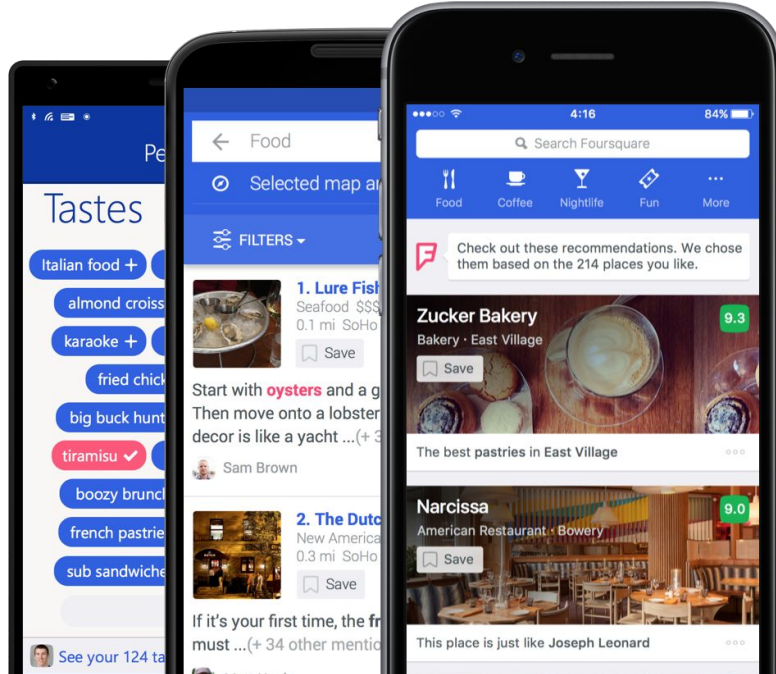 Pe
Tastes
Italian food +
almond croiss
karaoke +
fried chick
big buck hunt
tiramisu ✓
boozy brunc
french pastrie
sub sandwiche
See your 124 ta
Food
Selected map ar
FILTERS
1. Lure Fish
Seafood $$$
0.1 mi SoHo
Save
Start with oysters and a g
Then move onto a lobster
decor is like a yacht ...(+ 3
Sam Brown
2. The Dutc
New America
0.3 mi SoHo
Save
If it's your first time, the fr
must ...(+ 34 other mentio
4:16
84%
Search Foursquare
Food Coffee Nightlife Fun More
Check out these recommendations. We chose
them based on the 214 places you like.
Zucker Bakery
9.3
Bakery · East Village
Save
The best pastries in East Village
Narcissa
9.0
American Restaurant · Bowery
Save
This place is just like Joseph Leonard